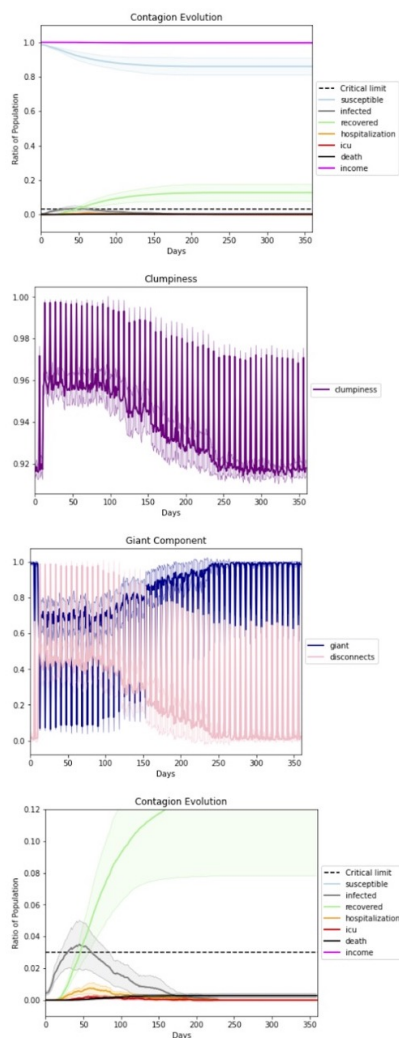 Contagion Evolution
Ratio of Population
1.0
0.8
0.6
0.4
0.2
0.0
0 50 100 150 200 250 300 350
Days
Critical limit
susceptible
infected
recovered
hospitalization
icu
death
income
Clumpiness
1.00
0.98
0.96
0.94
0.92
0 50 100 150 200 250 300 350
Days
clumpiness
Giant Component
1.0
0.8
0.6
0.4
0.2
0.0
0 50 100 150 200 250 300 350
Days
giant
disconnects
Contagion Evolution
Ratio of Population
0.12
0.10
0.08
0.06
0.04
0.02
0.00
0 50 100 150 200 250 300 350
Days
Critical limit
susceptible
infected
recovered
hospitalization
icu
death
income